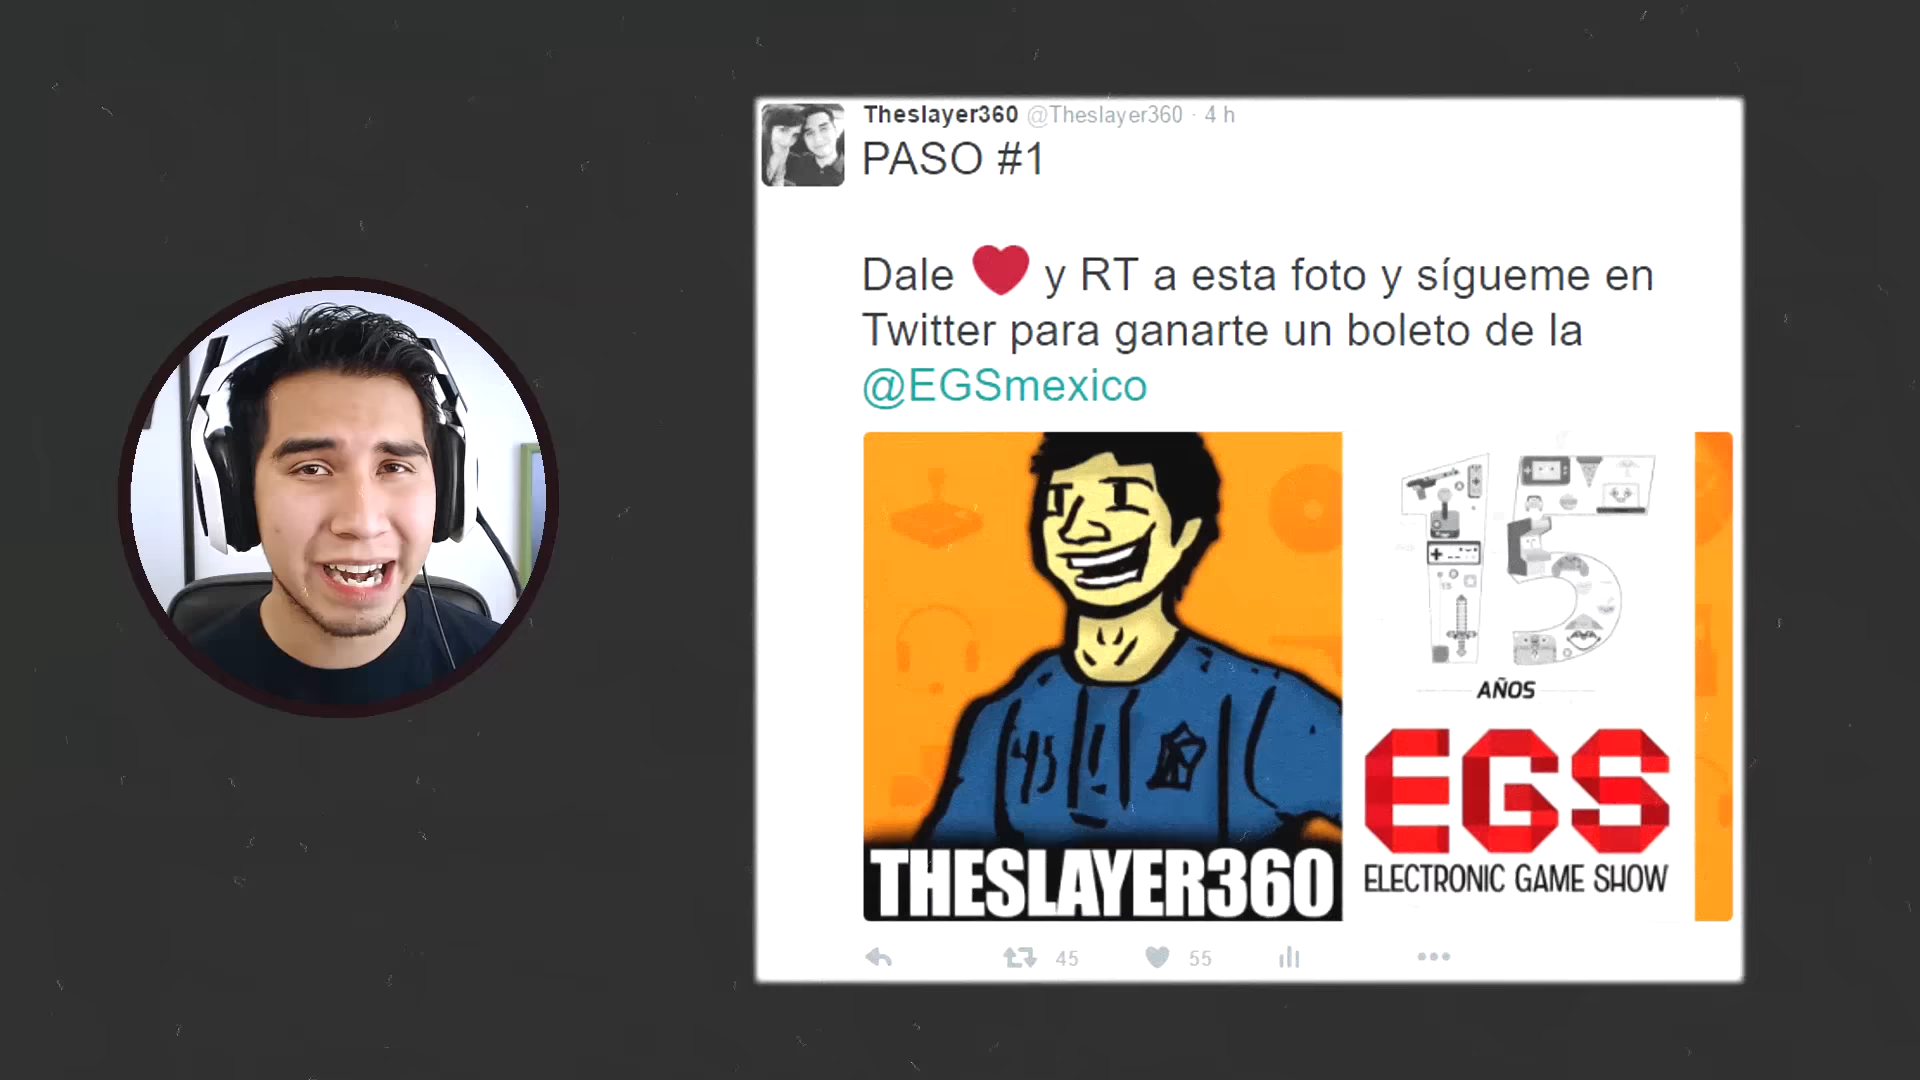 Theslayer360 @Theslayer360 · 4 h
PASO #1
Dale ❤ y RT a esta foto y sígueme en
Twitter para ganarte un boleto de la
@EGSmexico
15
AÑOS
EGS
ELECTRONIC GAME SHOW
THESLAYER360
45 55